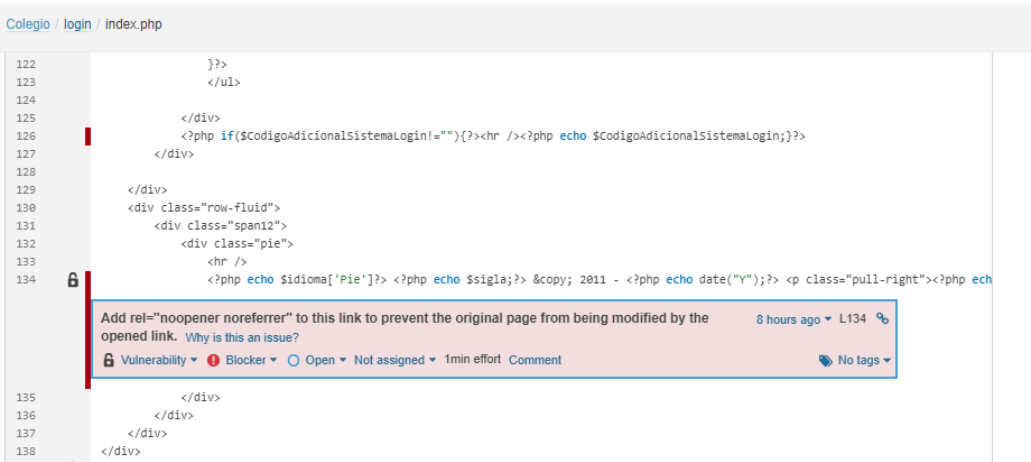 Colegio / login / index.php
122 }?>
123 </ul>
124
125 </div>
126 <?php if($CodigoAdicionalSistemaLogin!=""){?><hr /><?php echo $CodigoAdicionalSistemaLogin;}?>
127 </div>
128
129 </div>
130 <div class="row-fluid">
131 <div class="span12">
132 <div class="pie">
133 <hr />
134 <?php echo $idioma['Pie']?> <?php echo $sigla;?> &copy; 2011 - <?php echo date("Y");?> <p class="pull-right"><?php ech
Add rel="noopener noreferrer" to this link to prevent the original page from being modified by the 8 hours ago L134
opened link. Why is this an issue?
Vulnerability Blocker Open Not assigned 1min effort Comment No tags
135 </div>
136 </div>
137 </div>
138 </div>